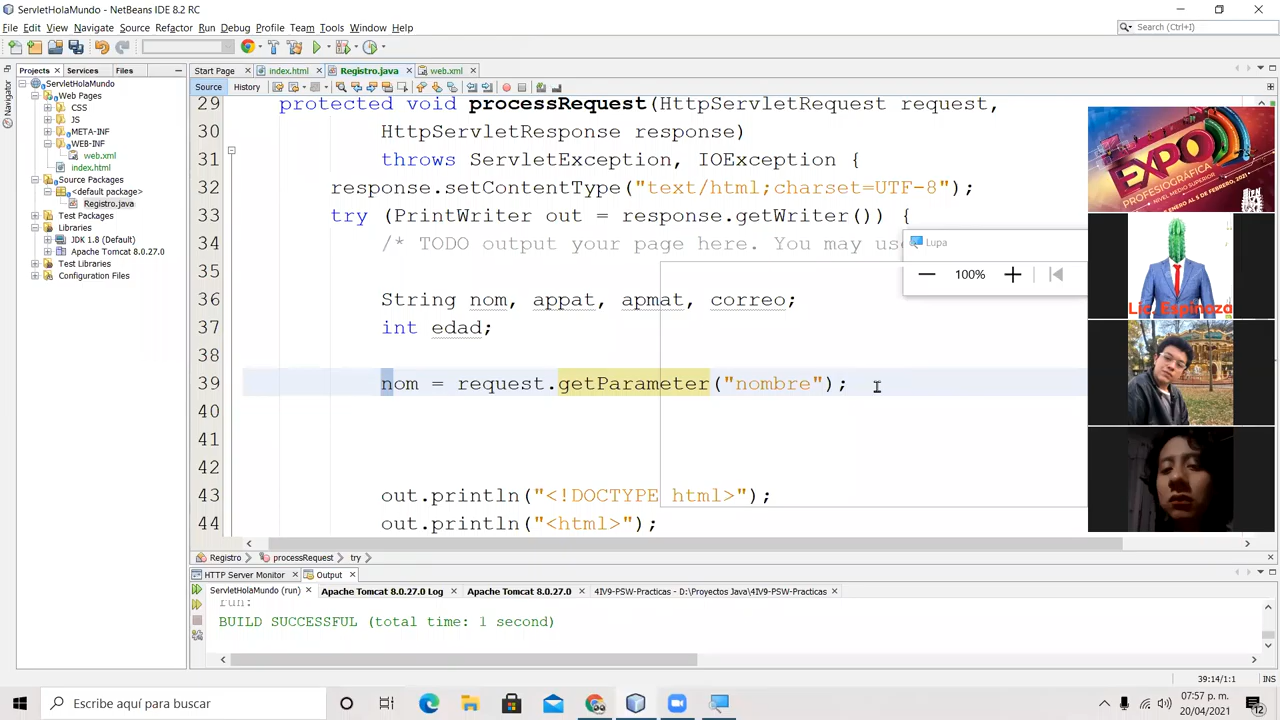 ServletHolaMundo - NetBeans IDE 8.2 RC
File Edit View Navigate Source Refactor Run Debug Profile Team Tools Window Help
Search (Ctrl+I)
Projects Services Files
Navigator
ServletHolaMundo
Web Pages
CSS
JS
META-INF
WEB-INF
web.xml
index.html
Source Packages
<default package>
Registro.java
Test Packages
Libraries
JDK 1.8 (Default)
Apache Tomcat 8.0.27.0
Test Libraries
Configuration Files
Start Page index.html Registro.java web.xml
Source History
29 protected void processRequest(HttpServletRequest request,
30 HttpServletResponse response)
31 throws ServletException, IOException {
32 response.setContentType("text/html;charset=UTF-8");
33 try (PrintWriter out = response.getWriter()) {
34 /* TODO output your page here. You may use
35
36 String nom, appat, apmat, correo;
37 int edad;
38
39 nom = request.getParameter("nombre");
40
41
42
43 out.println("<!DOCTYPE html>");
44 out.println("<html>");
Lupa
100%
EXPO
PROFESIOGRÁFICA
NIVEL MEDIO SUPERIOR
Lic. Espinoza
Registro processRequest try
HTTP Server Monitor Output
ServletHolaMundo (run) Apache Tomcat 8.0.27.0 Log Apache Tomcat 8.0.27.0 4IV9-PSW-Practicas - D:\Proyectos Java\4IV9-PSW-Practicas
run:
BUILD SUCCESSFUL (total time: 1 second)
39:14/1:1 INS
Escribe aquí para buscar
07:57 p. m.
20/04/2021
12